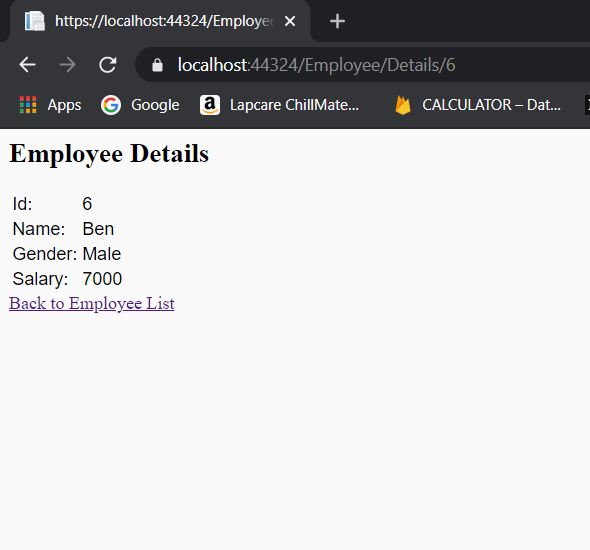 https://localhost:44324/Employee
localhost:44324/Employee/Details/6
Apps Google Lapcare ChillMate... CALCULATOR – Dat...
Employee Details
Id: 6
Name: Ben
Gender: Male
Salary: 7000
Back to Employee List